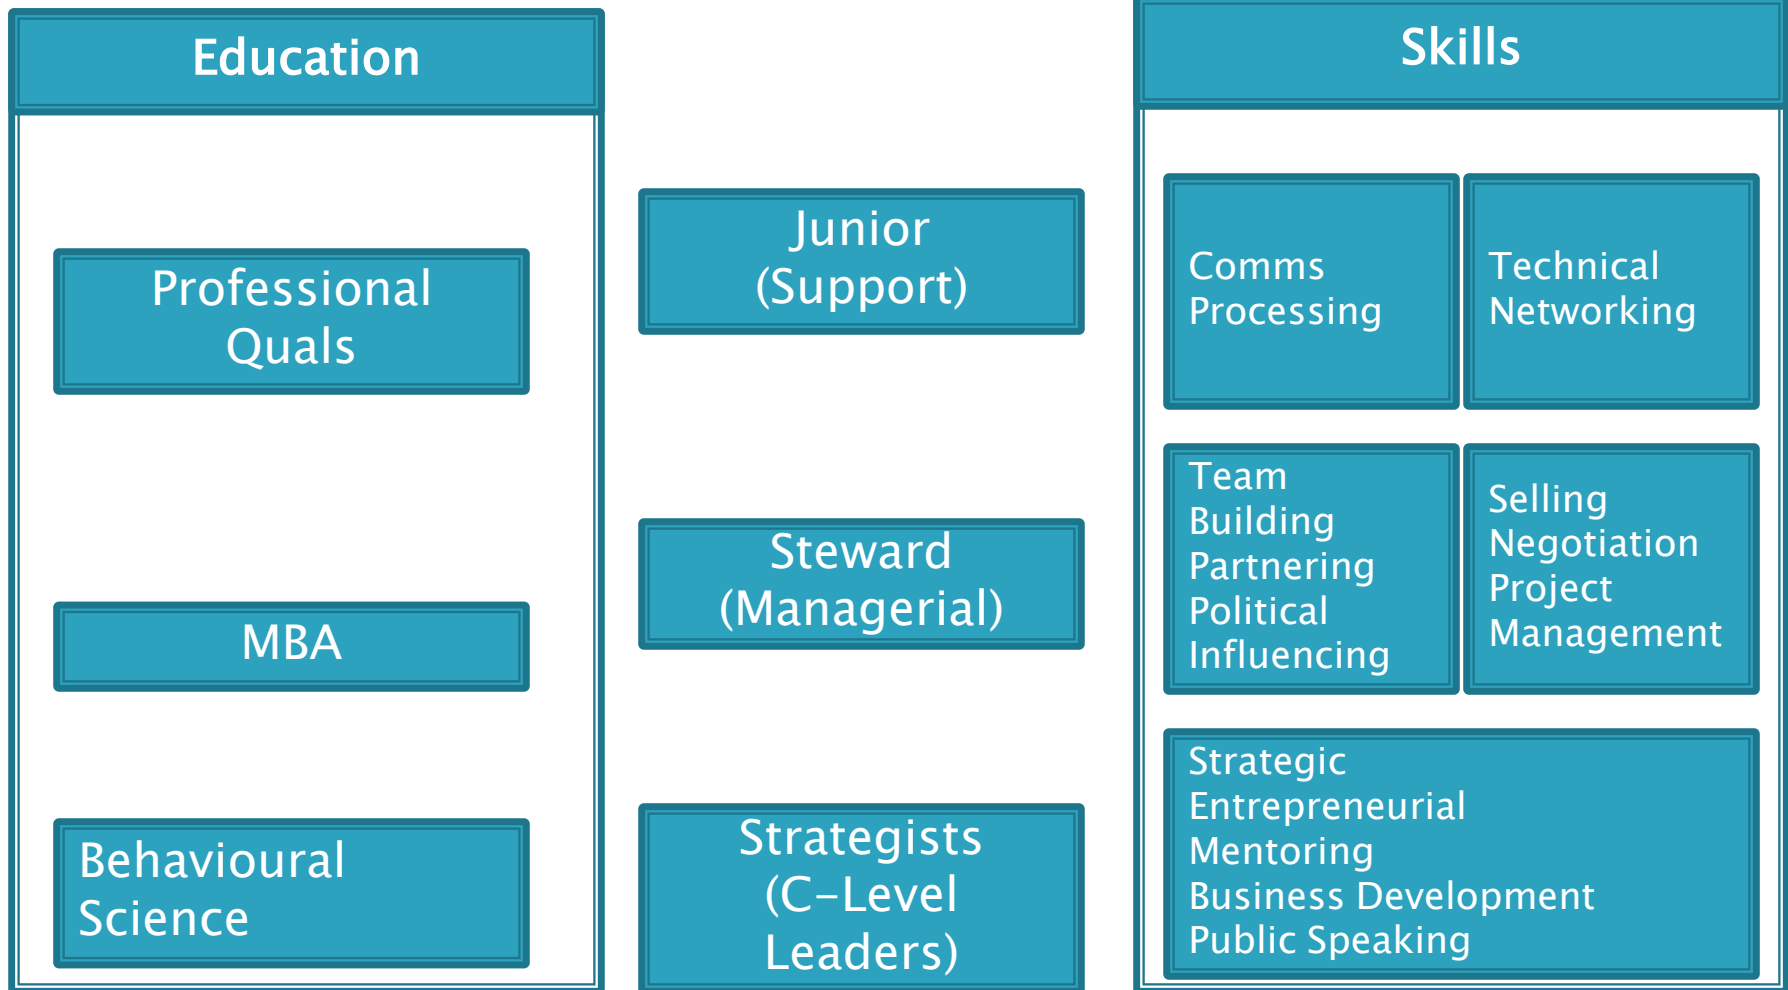 Education
Professional
Quals
MBA
Behavioural
Science
Junior
(Support)
Steward
(Managerial)
Strategists
(C-Level
Leaders)
Skills
Comms
Processing
Technical
Networking
Team
Building
Partnering
Political
Influencing
Selling
Negotiation
Project
Management
Strategic
Entrepreneurial
Mentoring
Business Development
Public Speaking